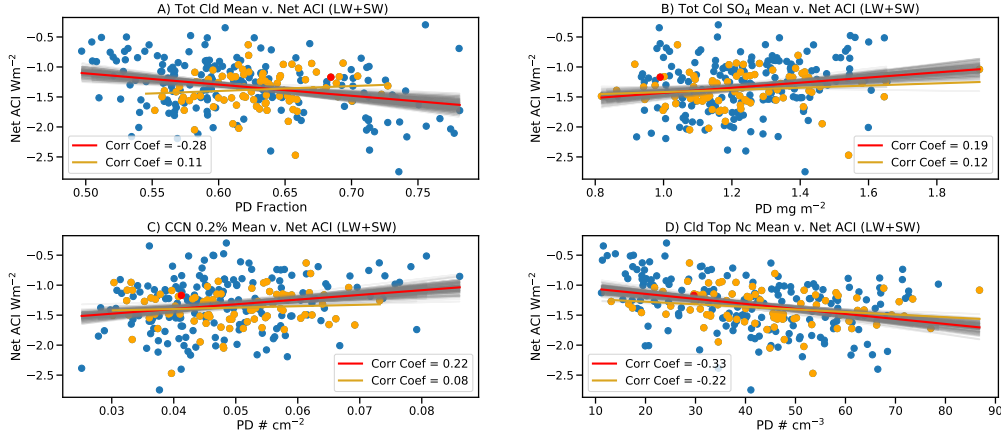 A) Tot Cld Mean v. Net ACI (LW+SW)
Net ACI Wm⁻²
−0.5
−1.0
−1.5
−2.0
−2.5
Corr Coef = -0.28
Corr Coef = 0.11
0.50 0.55 0.60 0.65 0.70 0.75
PD Fraction
B) Tot Col SO₄ Mean v. Net ACI (LW+SW)
Net ACI Wm⁻²
−0.5
−1.0
−1.5
−2.0
−2.5
Corr Coef = 0.19
Corr Coef = 0.12
0.8 1.0 1.2 1.4 1.6 1.8
PD mg m⁻²
C) CCN 0.2% Mean v. Net ACI (LW+SW)
Net ACI Wm⁻²
−0.5
−1.0
−1.5
−2.0
−2.5
Corr Coef = 0.22
Corr Coef = 0.08
0.03 0.04 0.05 0.06 0.07 0.08
PD # cm⁻²
D) Cld Top Nc Mean v. Net ACI (LW+SW)
Net ACI Wm⁻²
−0.5
−1.0
−1.5
−2.0
−2.5
Corr Coef = -0.33
Corr Coef = -0.22
10 20 30 40 50 60 70 80 90
PD # cm⁻³